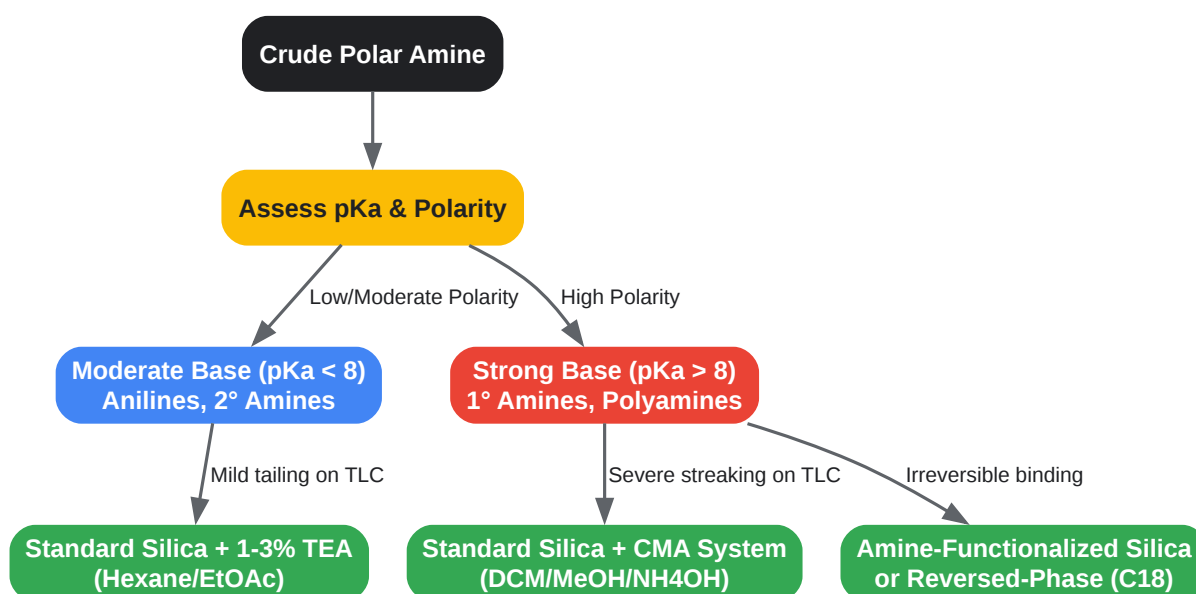 Crude Polar Amine
Assess pKa & Polarity
Low/Moderate Polarity
High Polarity
Moderate Base (pKa < 8)
Anilines, 2° Amines
Strong Base (pKa > 8)
1° Amines, Polyamines
Mild tailing on TLC
Severe streaking on TLC
Irreversible binding
Standard Silica + 1-3% TEA
(Hexane/EtOAc)
Standard Silica + CMA System
(DCM/MeOH/NH4OH)
Amine-Functionalized Silica
or Reversed-Phase (C18)